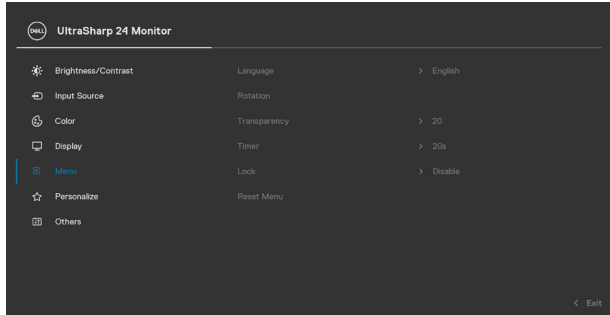 DELL UltraSharp 24 Monitor
Brightness/Contrast Language > English
Input Source Rotation
Color Transparency > 20
Display Timer > 20s
Menu Lock > Disable
Personalize Reset Menu
Others
< Exit